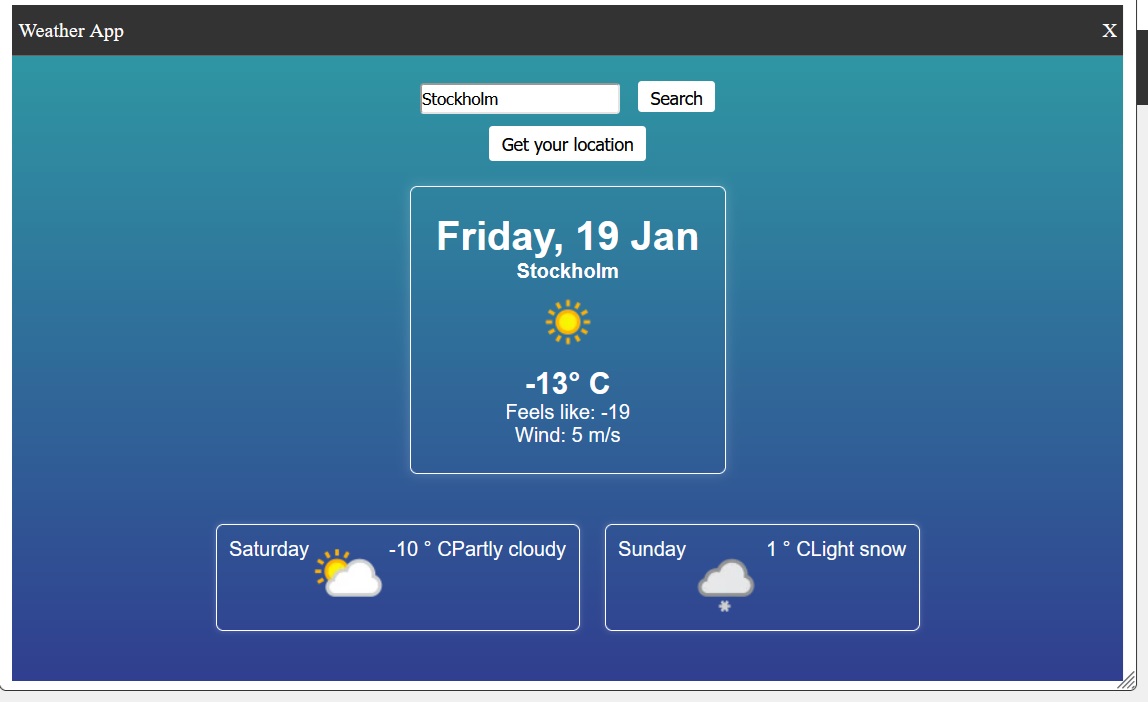 Weather App X
Stockholm Search
Get your location
Friday, 19 Jan
Stockholm
-13° C
Feels like: -19
Wind: 5 m/s
Saturday -10 ° CPartly cloudy
Sunday 1 ° CLight snow